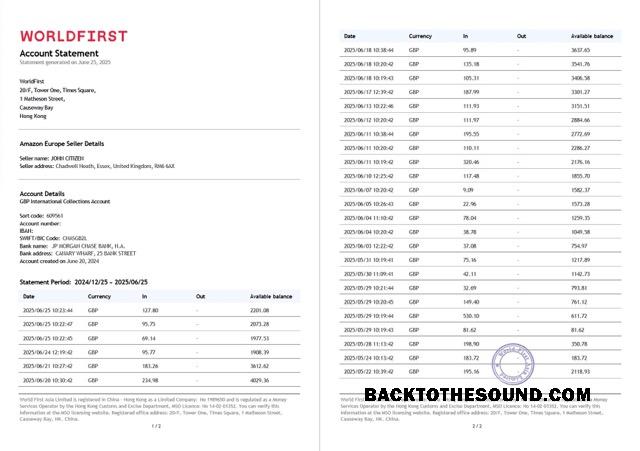 WORLDFIRST
Account Statement
Statement generated on June 25, 2025
WorldFirst
20/F, Tower One, Times Square,
1 Matheson Street,
Causeway Bay
Hong Kong
Amazon Europe Seller Details
Seller name: JOHN CITIZEN
Seller address: Chadwell Heath, Essex, United Kingdom, RM6 6AX
Account Details
GBP International Collections Account
Sort code: 609561
Account number:
IBAN:
SWIFT/BIC Code: CHASGB2L
Bank name: JP MORGAN CHASE BANK, N.A.
Bank address: CANARY WHARF, 25 BANK STREET
Account created on June 20, 2024
Statement Period: 2024/12/25 ~ 2025/06/25
Date Currency In Out Available balance
2025/06/25 10:23:44 GBP 127.80 - 2201.08
2025/06/25 10:22:47 GBP 95.75 - 2073.28
2025/06/25 10:22:45 GBP 69.14 - 1977.53
2025/06/24 12:19:42 GBP 95.77 - 1908.39
2025/06/21 10:27:42 GBP 183.26 - 3612.62
2025/06/20 10:30:42 GBP 234.98 - 4029.36
World First Asia Limited is registered in China - Hong Kong as a Limited Company: No 1989650 and is regulated as a Money
Services Operator by the Hong Kong Customs and Excise Department, MSO Licence: No 14-02-01352. You can verify this
information at the MSO licensing website. Registered office address: 20/F, Tower One, Times Square, 1 Matheson Street,
Causeway Bay, HK, China.
1 / 2
Date Currency In Out Available balance
2025/06/18 10:38:44 GBP 95.89 - 3637.65
2025/06/18 10:20:42 GBP 135.18 - 3541.76
2025/06/18 10:19:43 GBP 105.31 - 3406.58
2025/06/17 12:39:42 GBP 187.99 - 3301.27
2025/06/13 10:22:46 GBP 111.93 - 3151.51
2025/06/12 10:20:42 GBP 111.97 - 2884.66
2025/06/11 10:38:44 GBP 195.55 - 2772.69
2025/06/11 10:20:42 GBP 110.11 - 2286.27
2025/06/11 10:19:42 GBP 320.46 - 2176.16
2025/06/10 12:25:42 GBP 117.48 - 1855.70
2025/06/07 10:20:42 GBP 9.09 - 1582.37
2025/06/05 10:26:43 GBP 22.96 - 1573.28
2025/06/04 11:10:42 GBP 78.04 - 1259.35
2025/06/04 10:20:42 GBP 38.78 - 1049.58
2025/06/03 12:22:42 GBP 37.08 - 754.97
2025/05/31 10:19:41 GBP 75.16 - 1217.89
2025/05/30 11:09:41 GBP 42.11 - 1142.73
2025/05/29 10:21:44 GBP 32.69 - 793.81
2025/05/29 10:20:45 GBP 149.40 - 761.12
2025/05/29 10:19:44 GBP 530.10 - 611.72
2025/05/29 10:19:43 GBP 81.62 - 81.62
2025/05/28 11:13:42 GBP 198.90 350.78
2025/05/24 10:13:42 GBP 183.72 183.72
2025/05/22 10:39:42 GBP 195.16 2118.93
BACKTOTHESOUND.COM
World First Asia Limited is registered in China - Hong Kong as a Limited Company: No 1989650 and is regulated as a Money
Services Operator by the Hong Kong Customs and Excise Department, MSO Licence: No 14-02-01352. You can verify this
information at the MSO licensing website. Registered office address: 20/F, Tower One, Times Square, 1 Matheson Street,
Causeway Bay, HK, China.
2 / 2